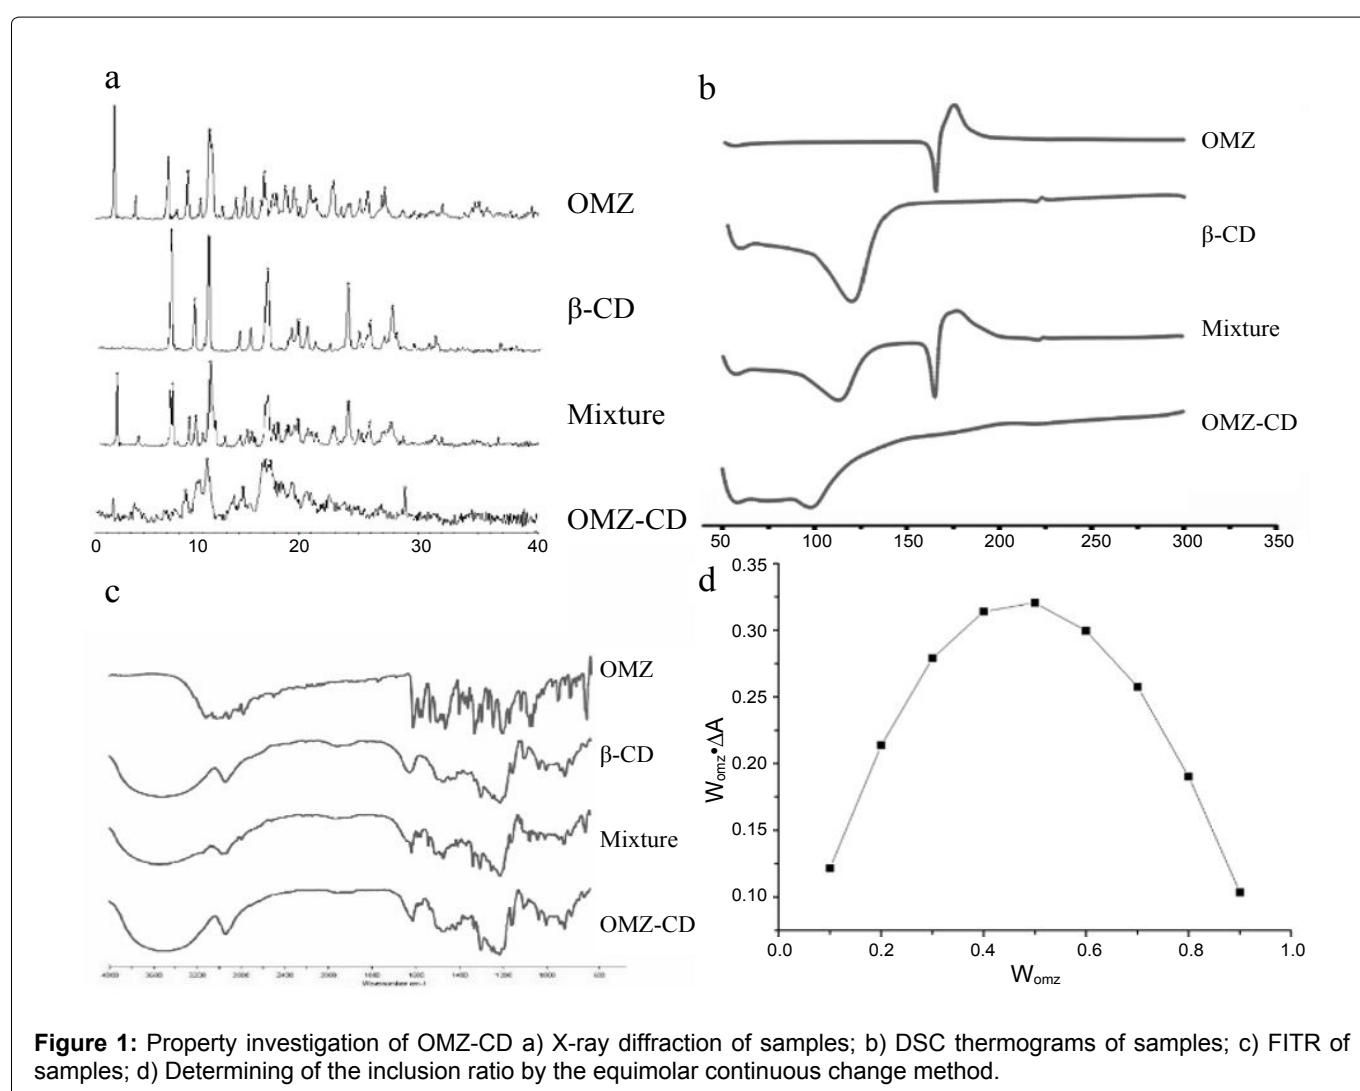 a
OMZ
β-CD
Mixture
OMZ-CD
0 10 20 30 40
b
OMZ
β-CD
Mixture
OMZ-CD
50 100 150 200 250 300 350
c
OMZ
β-CD
Mixture
OMZ-CD
Wavenumber cm-1
d
0.35
0.30
0.25
0.20
0.15
0.10
Womz•ΔA
0.0 0.2 0.4 0.6 0.8 1.0
Womz
Figure 1: Property investigation of OMZ-CD a) X-ray diffraction of samples; b) DSC thermograms of samples; c) FITR of
samples; d) Determining of the inclusion ratio by the equimolar continuous change method.